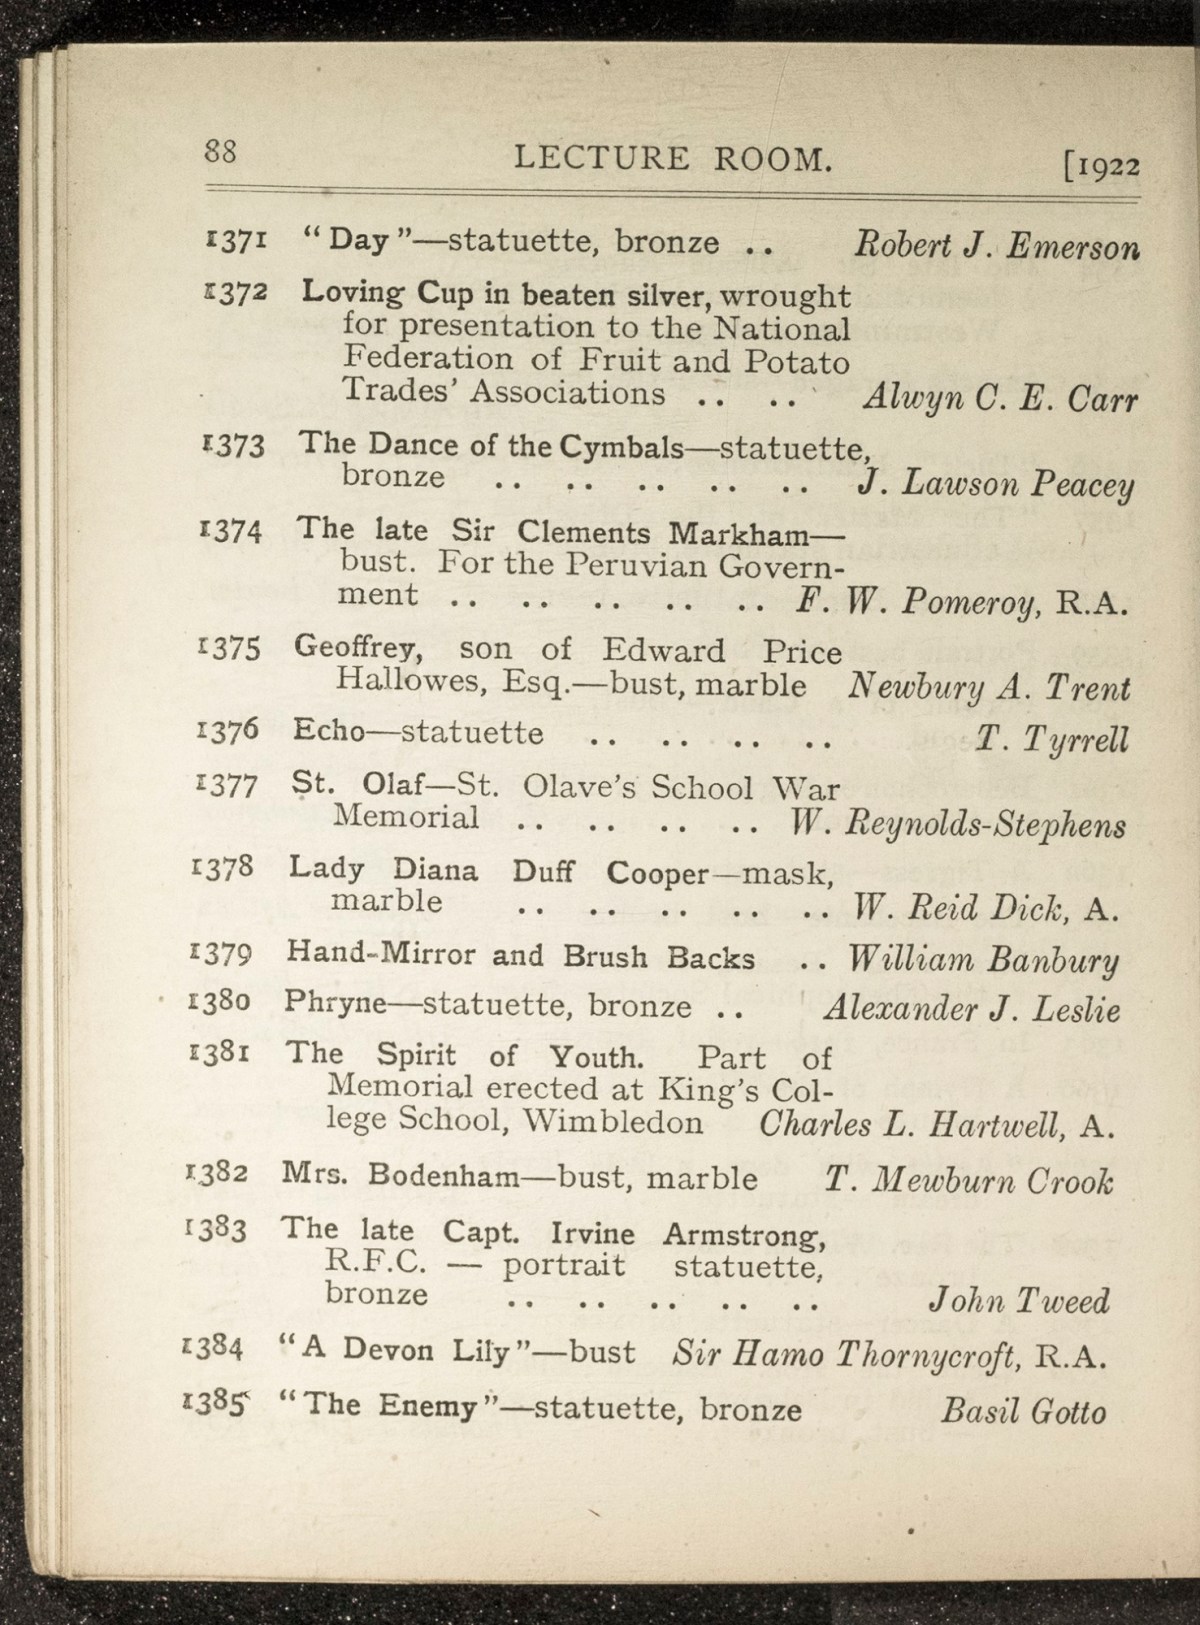 88 LECTURE ROOM. [1922
1371 “Day”—statuette, bronze .. Robert J. Emerson
1372 Loving Cup in beaten silver, wrought
for presentation to the National
Federation of Fruit and Potato
Trades’ Associations .. .. Alwyn C. E. Carr
1373 The Dance of the Cymbals—statuette,
bronze .. .. .. .. .. J. Lawson Peacey
1374 The late Sir Clements Markham—
bust. For the Peruvian Govern-
ment .. .. .. .. .. F. W. Pomeroy, R.A.
1375 Geoffrey, son of Edward Price
Hallowes, Esq.—bust, marble Newbury A. Trent
1376 Echo—statuette .. .. .. .. T. Tyrrell
1377 St. Olaf—St. Olave’s School War
Memorial .. .. .. .. W. Reynolds-Stephens
1378 Lady Diana Duff Cooper—mask,
marble .. .. .. .. .. W. Reid Dick, A.
1379 Hand-Mirror and Brush Backs .. William Banbury
1380 Phryne—statuette, bronze .. Alexander J. Leslie
1381 The Spirit of Youth. Part of
Memorial erected at King’s Col-
lege School, Wimbledon Charles L. Hartwell, A.
1382 Mrs. Bodenham—bust, marble T. Mewburn Crook
1383 The late Capt. Irvine Armstrong,
R.F.C. — portrait statuette,
bronze .. .. .. .. .. John Tweed
1384 “A Devon Lily”—bust Sir Hamo Thornycroft, R.A.
1385 “The Enemy”—statuette, bronze Basil Gotto